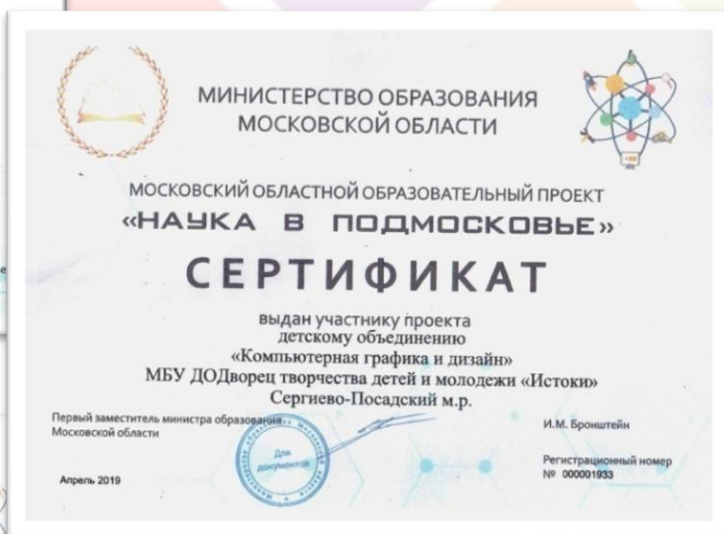 МИНИСТЕРСТВО ОБРАЗОВАНИЯ
МОСКОВСКОЙ ОБЛАСТИ
МОСКОВСКИЙ ОБЛАСТНОЙ ОБРАЗОВАТЕЛЬНЫЙ ПРОЕКТ
«НАУКА В ПОДМОСКОВЬЕ»
СЕРТИФИКАТ
выдан участнику проекта
детскому объединению
«Компьютерная графика и дизайн»
МБУ ДОДворец творчества детей и молодежи «Истоки»
Сергиево-Посадский м.р.
Первый заместитель министра образования
Московской области
И.М. Бронштейн
Для
документов
Регистрационный номер
№ 000001933
Апрель 2019